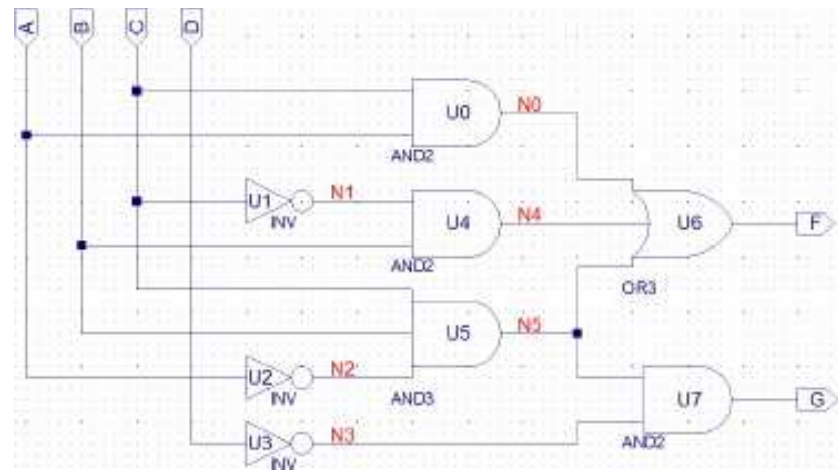 A B C D
U0 N0
AND2
U1 N1
INV
U4 N4
AND2
U6 F
OR3
U5 N5
AND3
U2 N2
INV
U7 G
AND2
U3 N3
INV